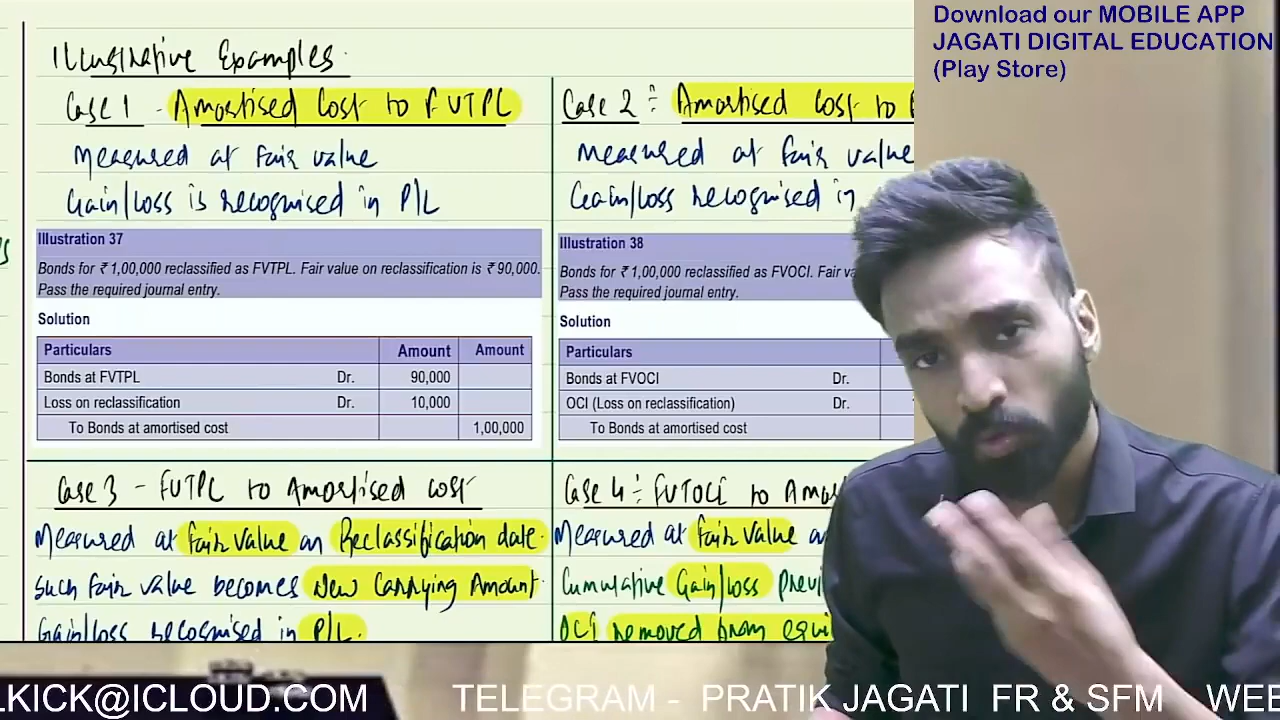 Download our MOBILE APP
JAGATI DIGITAL EDUCATION
(Play Store)
Illustrative Examples.
Case 1 - Amortised Cost to FVTPL
Measured at fair value
Gain/loss is recognised in P/L
Illustration 37
Bonds for ₹ 1,00,000 reclassified as FVTPL. Fair value on reclassification is ₹ 90,000.
Pass the required journal entry.
Solution
Particulars Amount Amount
Bonds at FVTPL Dr. 90,000
Loss on reclassification Dr. 10,000
To Bonds at amortised cost 1,00,000
Case 2 : Amortised Cost to
Measured at fair value
Gain/loss recognised in
Illustration 38
Bonds for ₹ 1,00,000 reclassified as FVOCI. Fair
Pass the required journal entry.
Solution
Particulars
Bonds at FVOCI Dr.
OCI (Loss on reclassification) Dr.
To Bonds at amortised cost
Case 3 - FVTPL to Amortised cost
Measured at fair value on Reclassification date.
Such fair value becomes New Carrying Amount.
Gain/loss recognised in P/L.
Case 4 : FVTOCI to
Measured at fair value
Cumulative Gain/loss
OCI removed from
LKICK@ICLOUD.COM TELEGRAM - PRATIK JAGATI FR & SFM